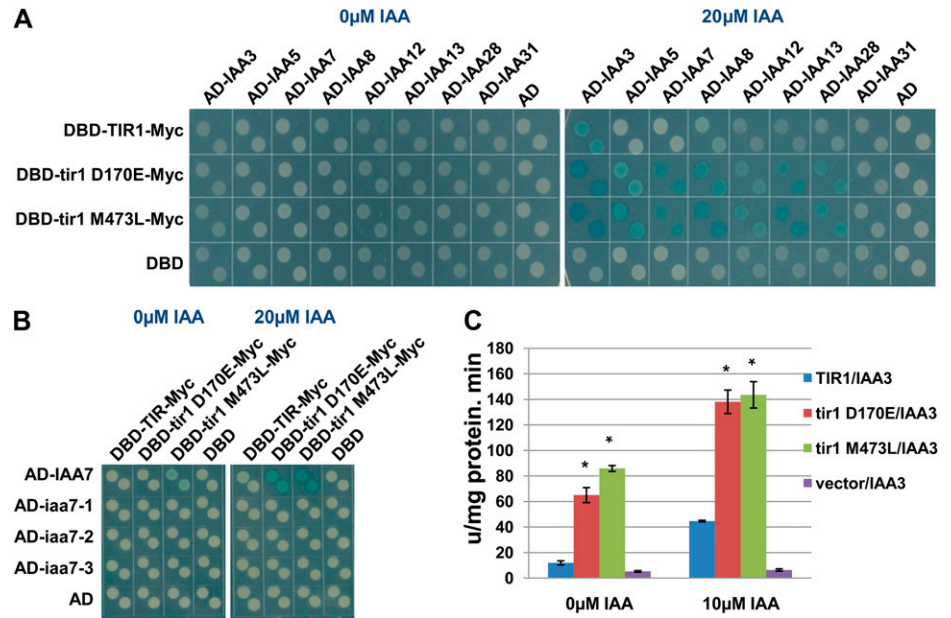 A
0µM IAA
20µM IAA
AD-IAA3
AD-IAA5
AD-IAA7
AD-IAA8
AD-IAA12
AD-IAA13
AD-IAA28
AD-IAA31
AD
AD-IAA3
AD-IAA5
AD-IAA7
AD-IAA8
AD-IAA12
AD-IAA13
AD-IAA28
AD-IAA31
AD
DBD-TIR1-Myc
DBD-tir1 D170E-Myc
DBD-tir1 M473L-Myc
DBD
B
0µM IAA
20µM IAA
DBD-TIR-Myc
DBD-tir1 D170E-Myc
DBD-tir1 M473L-Myc
DBD
DBD-TIR-Myc
DBD-tir1 D170E-Myc
DBD-tir1 M473L-Myc
DBD
AD-IAA7
AD-iaa7-1
AD-iaa7-2
AD-iaa7-3
AD
C
u/mg protein. min
180
160
140
120
100
80
60
40
20
0
* *
* *
0µM IAA
10µM IAA
TIR1/IAA3
tir1 D170E/IAA3
tir1 M473L/IAA3
vector/IAA3